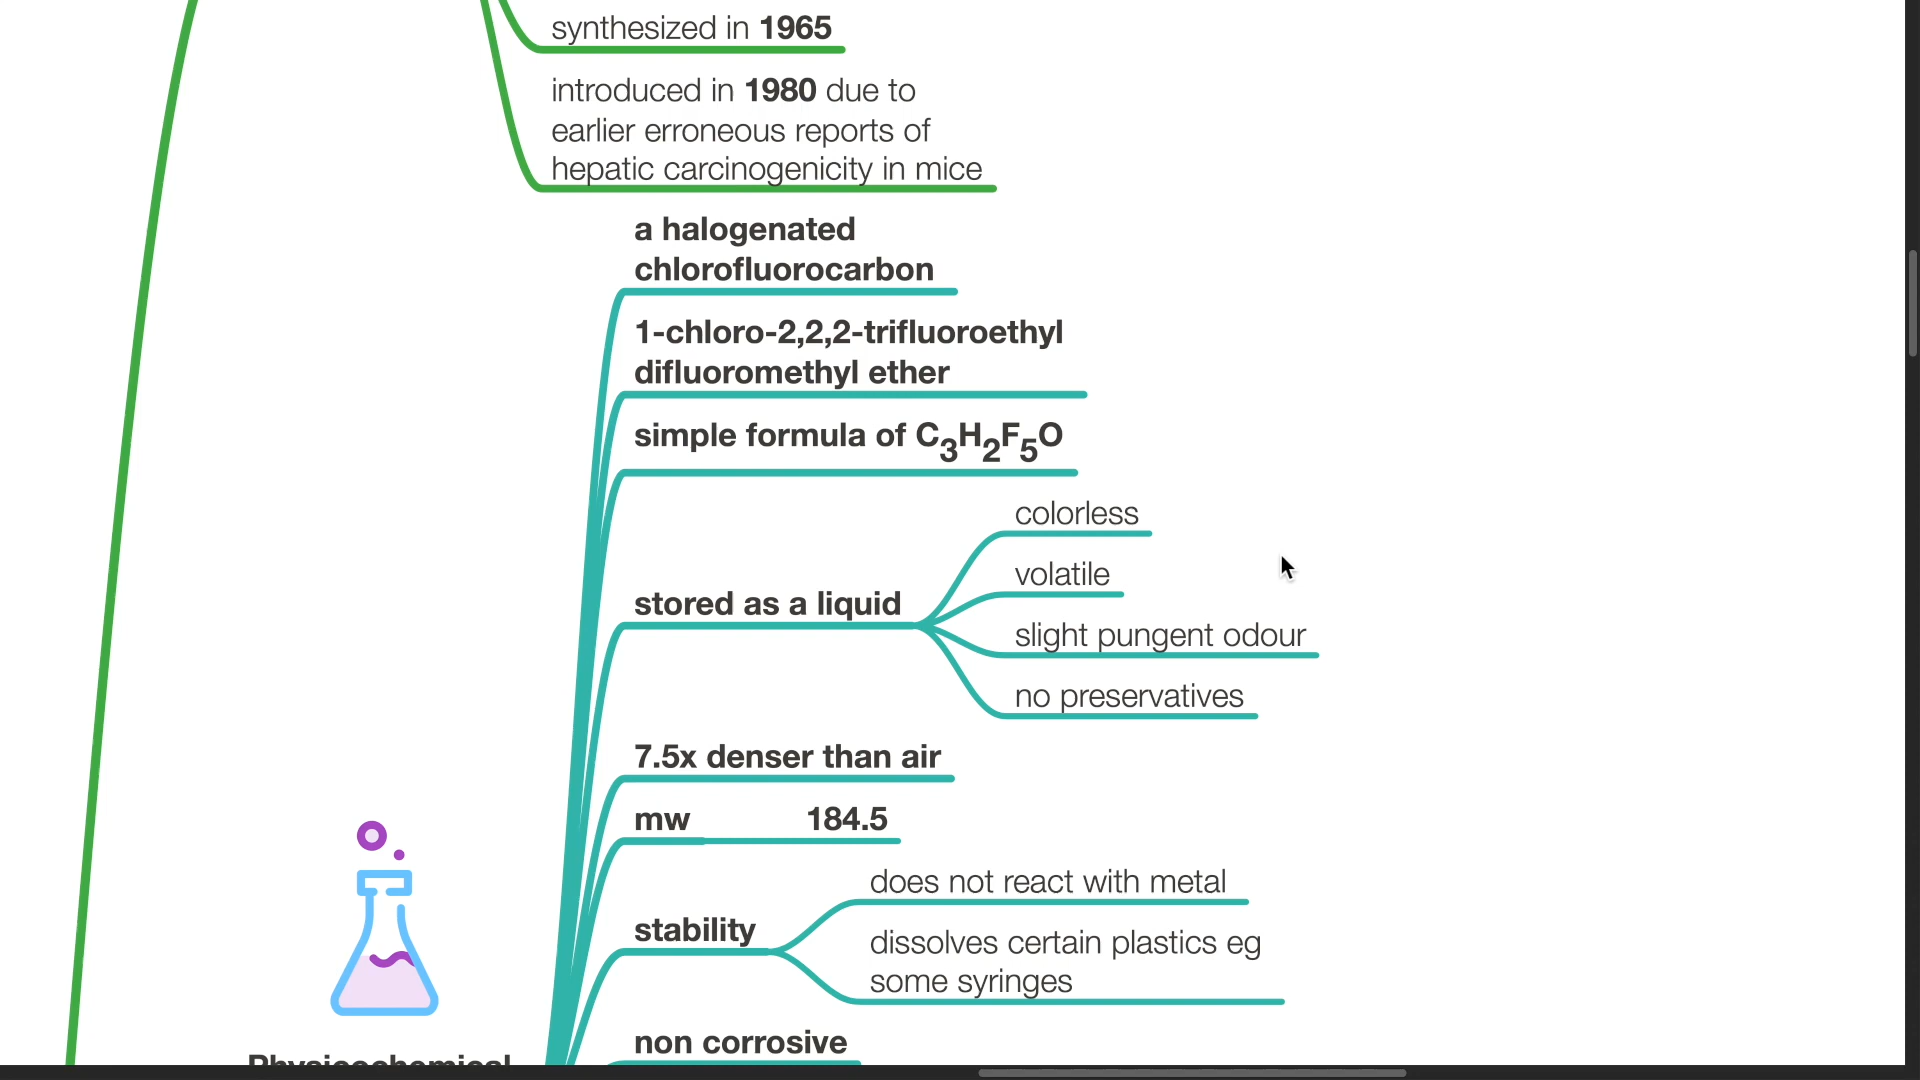 synthesized in 1965
introduced in 1980 due to
earlier erroneous reports of
hepatic carcinogenicity in mice
a halogenated
chlorofluorocarbon
1-chloro-2,2,2-trifluoroethyl
difluoromethyl ether
simple formula of C₃H₂F₅O
stored as a liquid
colorless
volatile
slight pungent odour
no preservatives
7.5x denser than air
mw 184.5
stability
does not react with metal
dissolves certain plastics eg
some syringes
non corrosive
Physicochemical